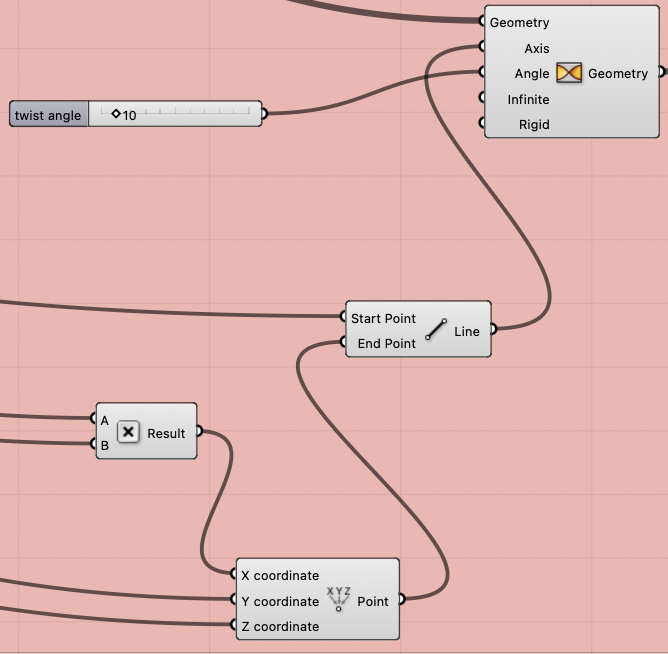 Geometry
Axis
Angle
Geometry
Infinite
Rigid
twist angle
10
Start Point
Line
End Point
A
Result
B
X coordinate
Y coordinate
X Y Z
Point
Z coordinate